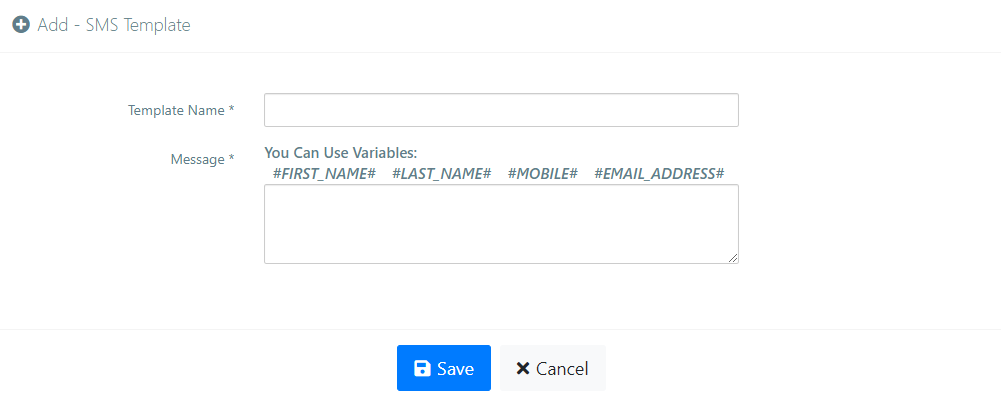 Add - SMS Template
Template Name *
Message *
You Can Use Variables:
#FIRST_NAME# #LAST_NAME# #MOBILE# #EMAIL_ADDRESS#
Save
Cancel